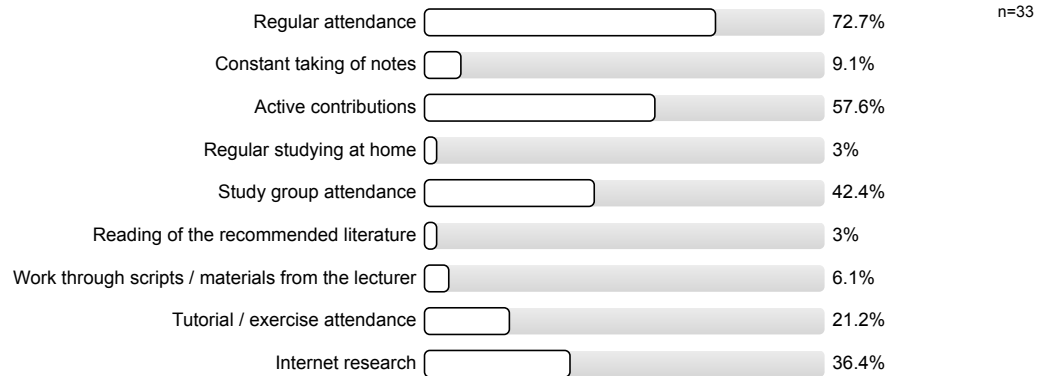 n=33
Regular attendance 72.7%
Constant taking of notes 9.1%
Active contributions 57.6%
Regular studying at home 3%
Study group attendance 42.4%
Reading of the recommended literature 3%
Work through scripts / materials from the lecturer 6.1%
Tutorial / exercise attendance 21.2%
Internet research 36.4%